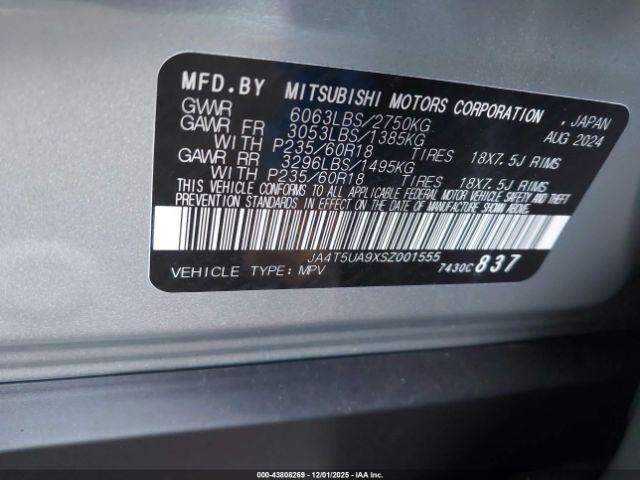 MFD.BY MITSUBISHI MOTORS CORPORATION, JAPAN
GVWR 6063LBS/2750KG AUG 2024
GAWR FR 3053LBS/1385KG
WITH P235/60R18 TIRES 18X7.5J RIMS
GAWR RR 3296LBS/1495KG
WITH P235/60R18 TIRES 18X7.5J RIMS
THIS VEHICLE CONFORMS TO ALL APPLICABLE FEDERAL MOTOR VEHICLE SAFETY AND THEFT
PREVENTION STANDARDS IN EFFECT ON THE DATE OF MANUFACTURE SHOWN ABOVE.
JA4T5UA9XSZ001555
VEHICLE TYPE: MPV 7430C 837
000-43808269 • 12/01/2025 • IAAI, Inc.